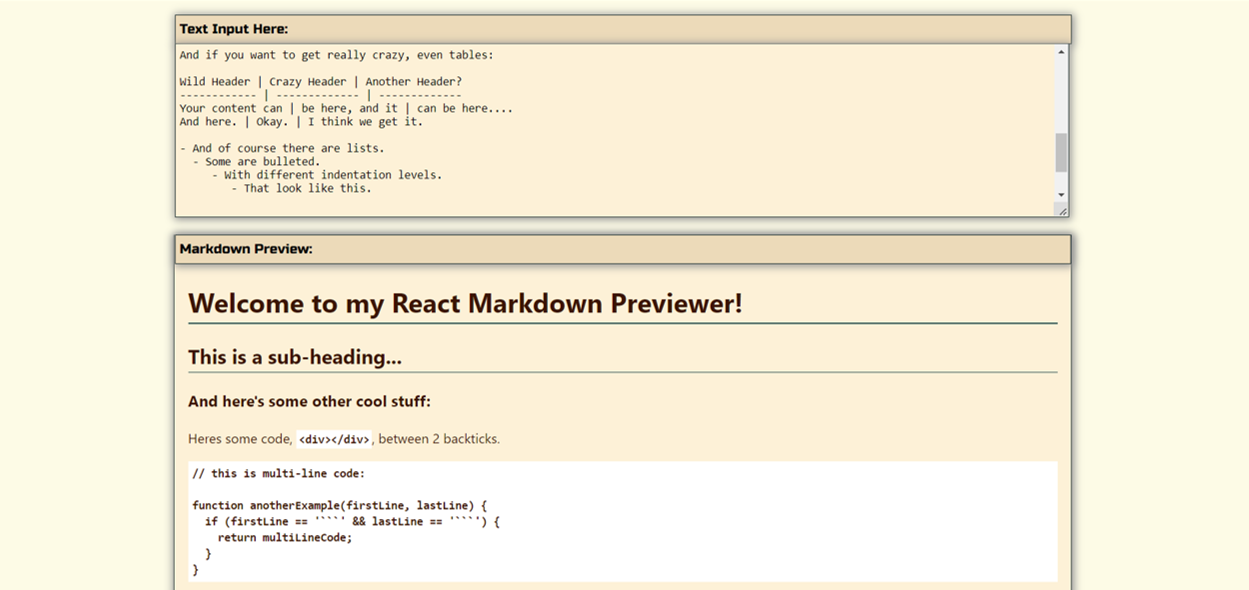 Text Input Here:
And if you want to get really crazy, even tables:
Wild Header | Crazy Header | Another Header?
------------ | ------------- | -------------
Your content can | be here, and it | can be here....
And here. | Okay. | I think we get it.
- And of course there are lists.
  - Some are bulleted.
     - With different indentation levels.
        - That look like this.
Markdown Preview:
Welcome to my React Markdown Previewer!
This is a sub-heading...
And here's some other cool stuff:
Heres some code, <div></div>, between 2 backticks.
// this is multi-line code:
function anotherExample(firstLine, lastLine) {
  if (firstLine == '```' && lastLine == '```') {
    return multiLineCode;
  }
}